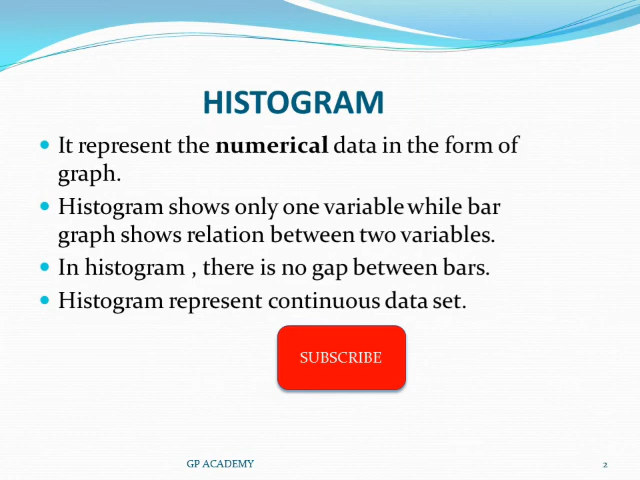 HISTOGRAM
• It represent the numerical data in the form of
graph.
• Histogram shows only one variable while bar
graph shows relation between two variables.
• In histogram , there is no gap between bars.
• Histogram represent continuous data set.
SUBSCRIBE
GP ACADEMY
2